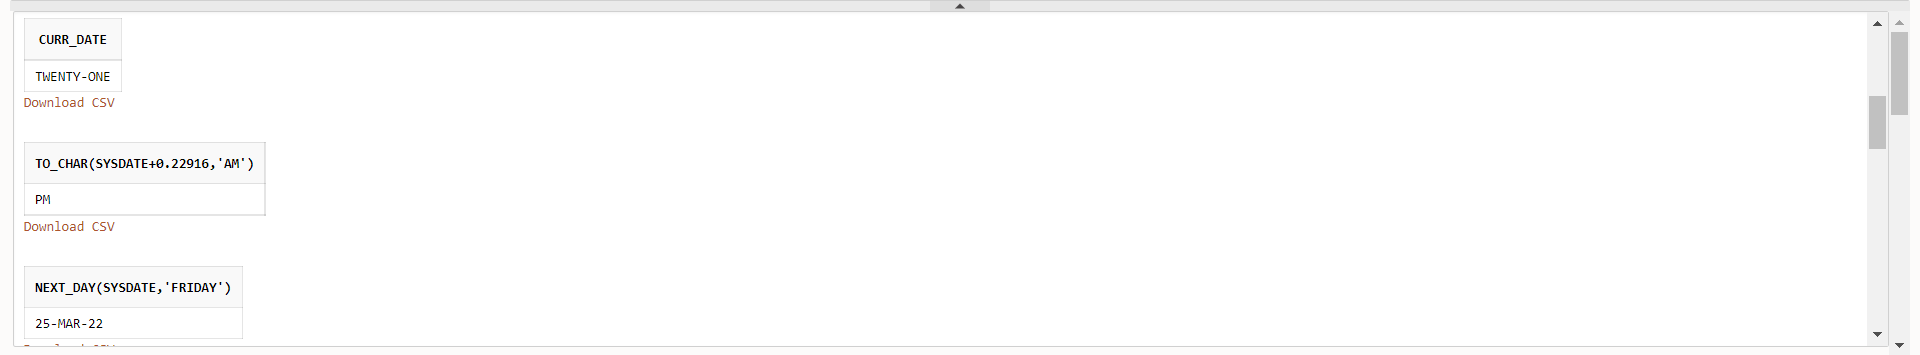 CURR_DATE
TWENTY-ONE
Download CSV
TO_CHAR(SYSDATE+0.22916,'AM')
PM
Download CSV
NEXT_DAY(SYSDATE,'FRIDAY')
25-MAR-22